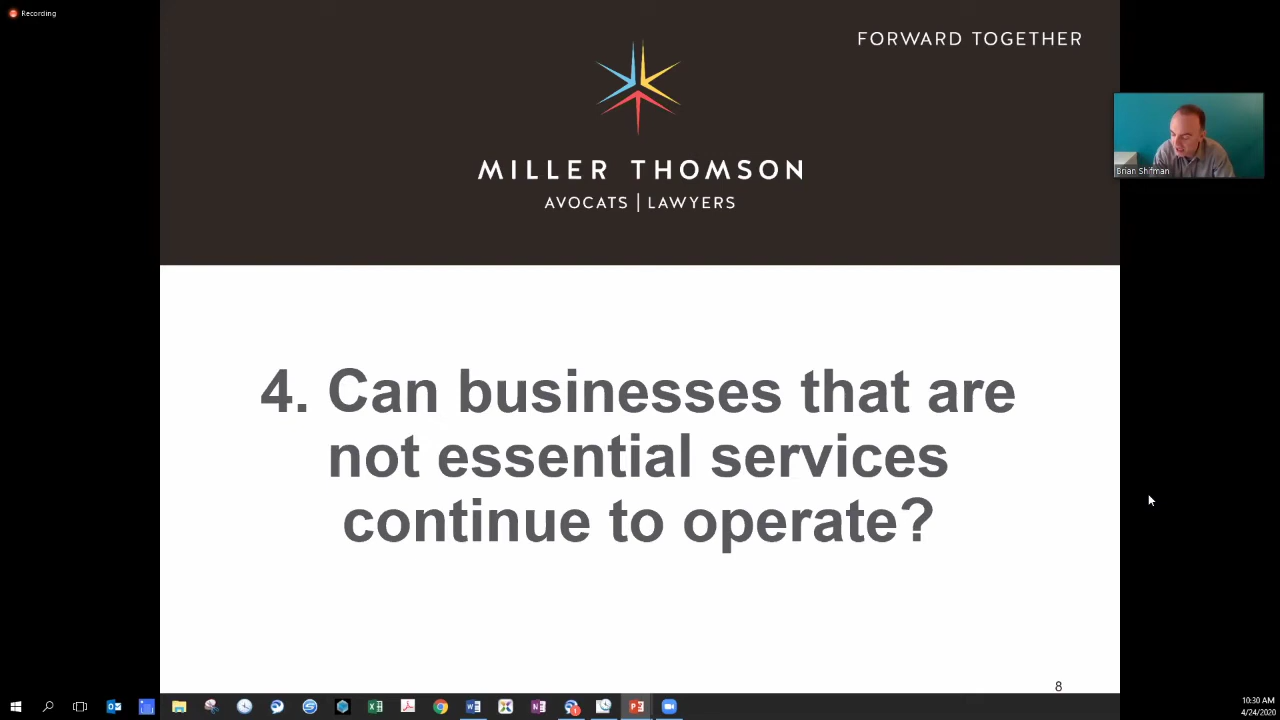 Recording
FORWARD TOGETHER
MILLER THOMSON
AVOCATS | LAWYERS
Brian Shifman
4. Can businesses that are
not essential services
continue to operate?
8
10:30 AM
4/24/2020